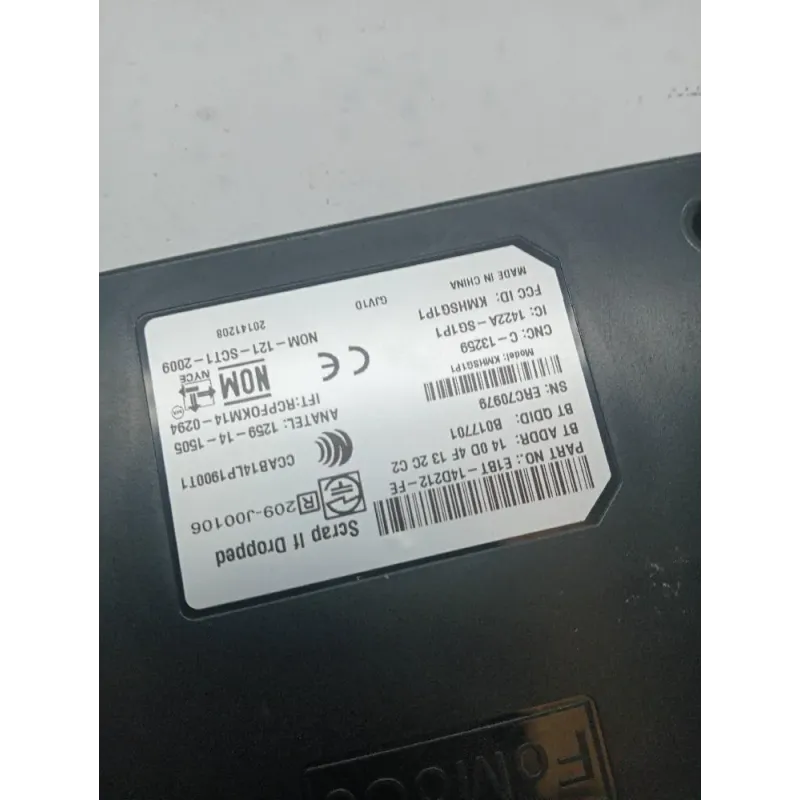 PART NO.: E1BT-14D212-FE
BT ADDR: 14 0D 4F 13 2C C2
BT QDID: B017701
SN: ERC70979
Model: KMHSG1P1
CNC: C-13259
IC: 1422A-SG1P1
FCC ID: KMHSG1P1
MADE IN CHINA
Scrap If Dropped
R 209-J00106
CCAB14LP1900T1
ANATEL: 1259-14-1505
IFT:RCPFOKM14-0294
NOM NYCE
NOM-121-SCT1-2009
20141208
GJV10
FoMoCo